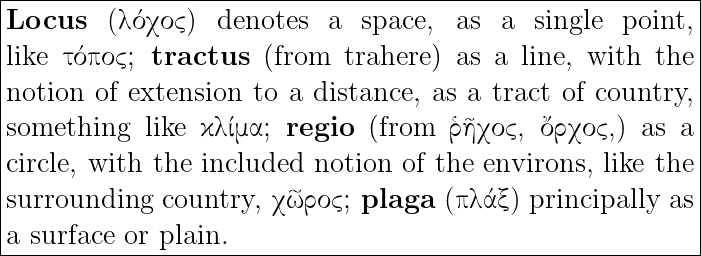 Locus (λόχος) denotes a space, as a single point,
like τόπος; tractus (from trahere) as a line, with the
notion of extension to a distance, as a tract of country,
something like κλίμα; regio (from ῥῆχος, ὄρχος,) as a
circle, with the included notion of the environs, like the
surrounding country, χῶρος; plaga (πλάξ) principally as
a surface or plain.